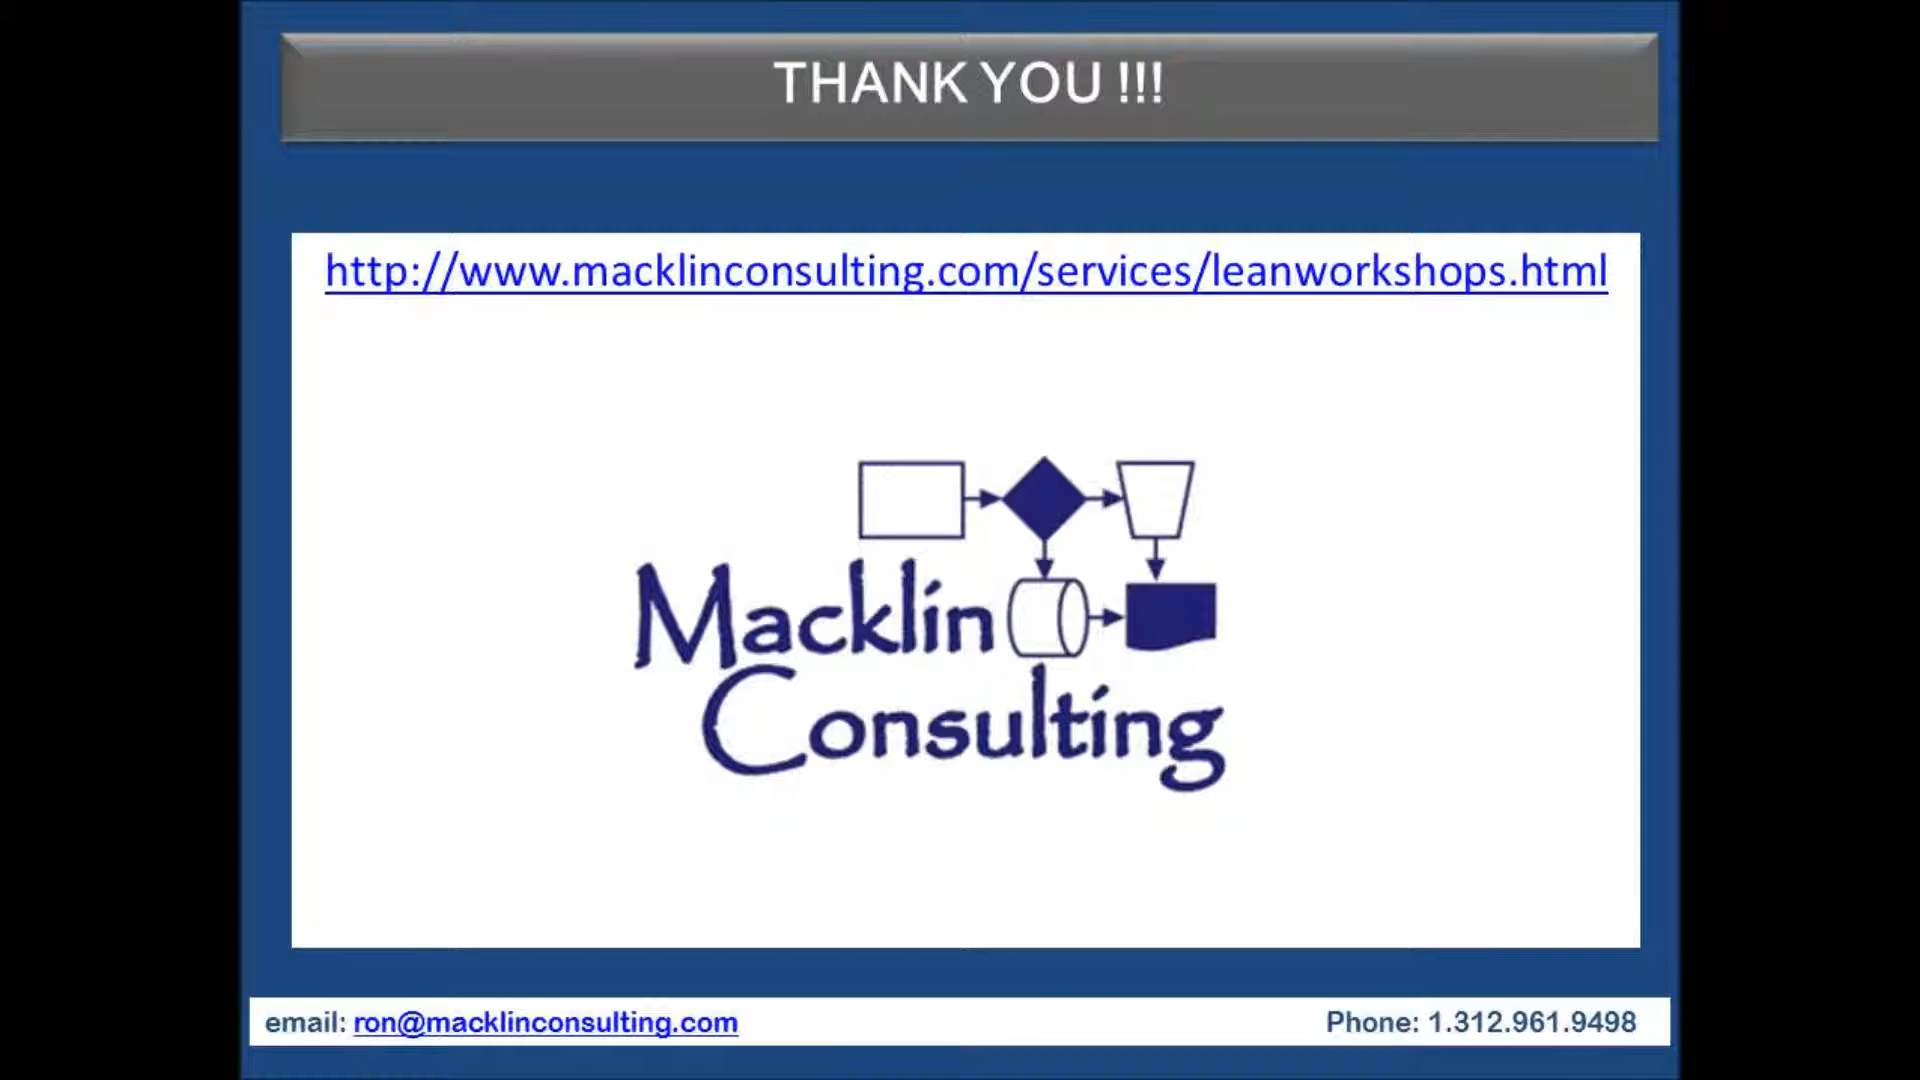 THANK YOU !!!
http://www.macklinconsulting.com/services/leanworkshops.html
Macklin
Consulting
email: ron@macklinconsulting.com Phone: 1.312.961.9498